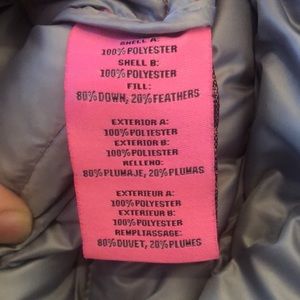 SHELL A:
100% POLYESTER
SHELL B:
100% POLYESTER
FILL:
80% DOWN, 20% FEATHERS
EXTERIOR A:
100% POLIESTER
EXTERIOR B:
100% POLIESTER
RELLENO:
80% PLUMAJE, 20% PLUMAS
EXTERIEUR A:
100% POLYESTER
EXTERIEUR B:
100% POLYESTER
REMPLIASSAGE:
80% DUVET, 20% PLUMES